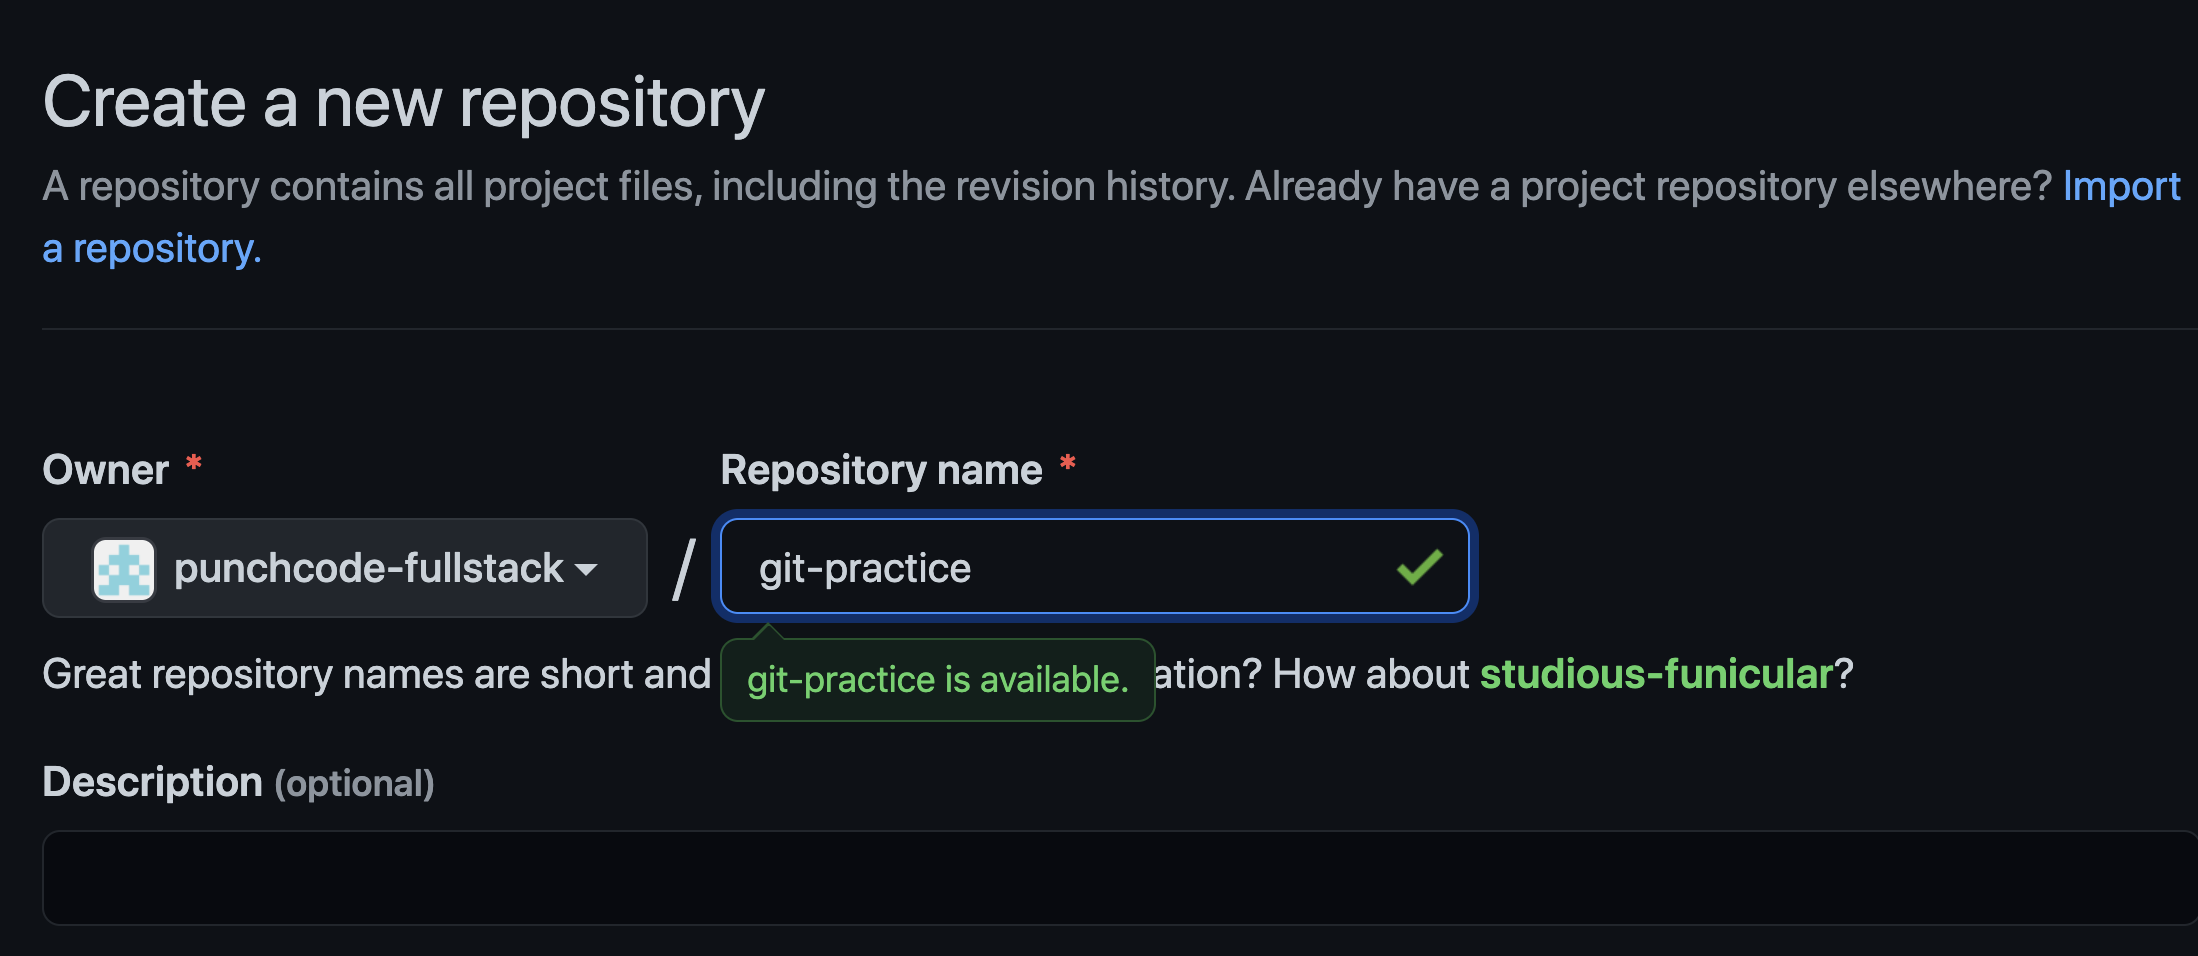 Create a new repository
A repository contains all project files, including the revision history. Already have a project repository elsewhere? Import
a repository.
Owner *
Repository name *
punchcode-fullstack / git-practice
Great repository names are short and ation? How about studious-funicular?
git-practice is available.
Description (optional)